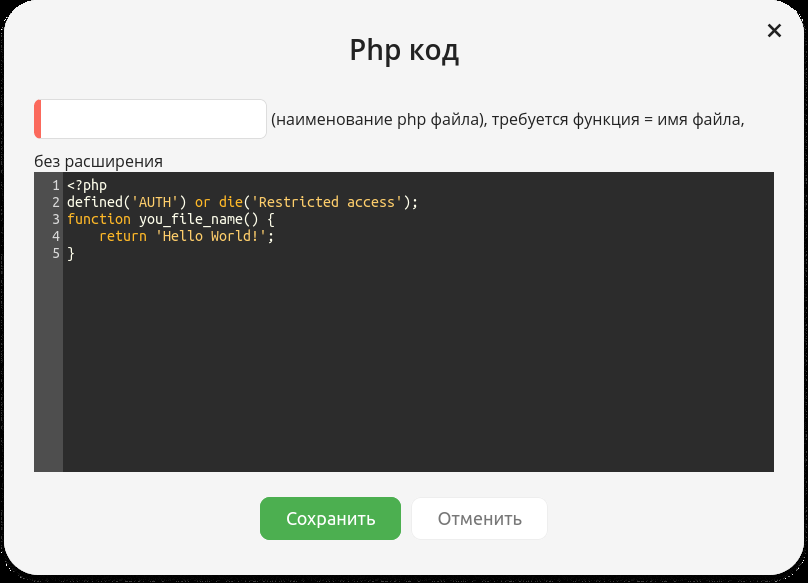 ×
Php код
(наименование php файла), требуется функция = имя файла,
без расширения
1 <?php
2 defined('AUTH') or die('Restricted access');
3 function you_file_name() {
4     return 'Hello World!';
5 }
Сохранить Отменить